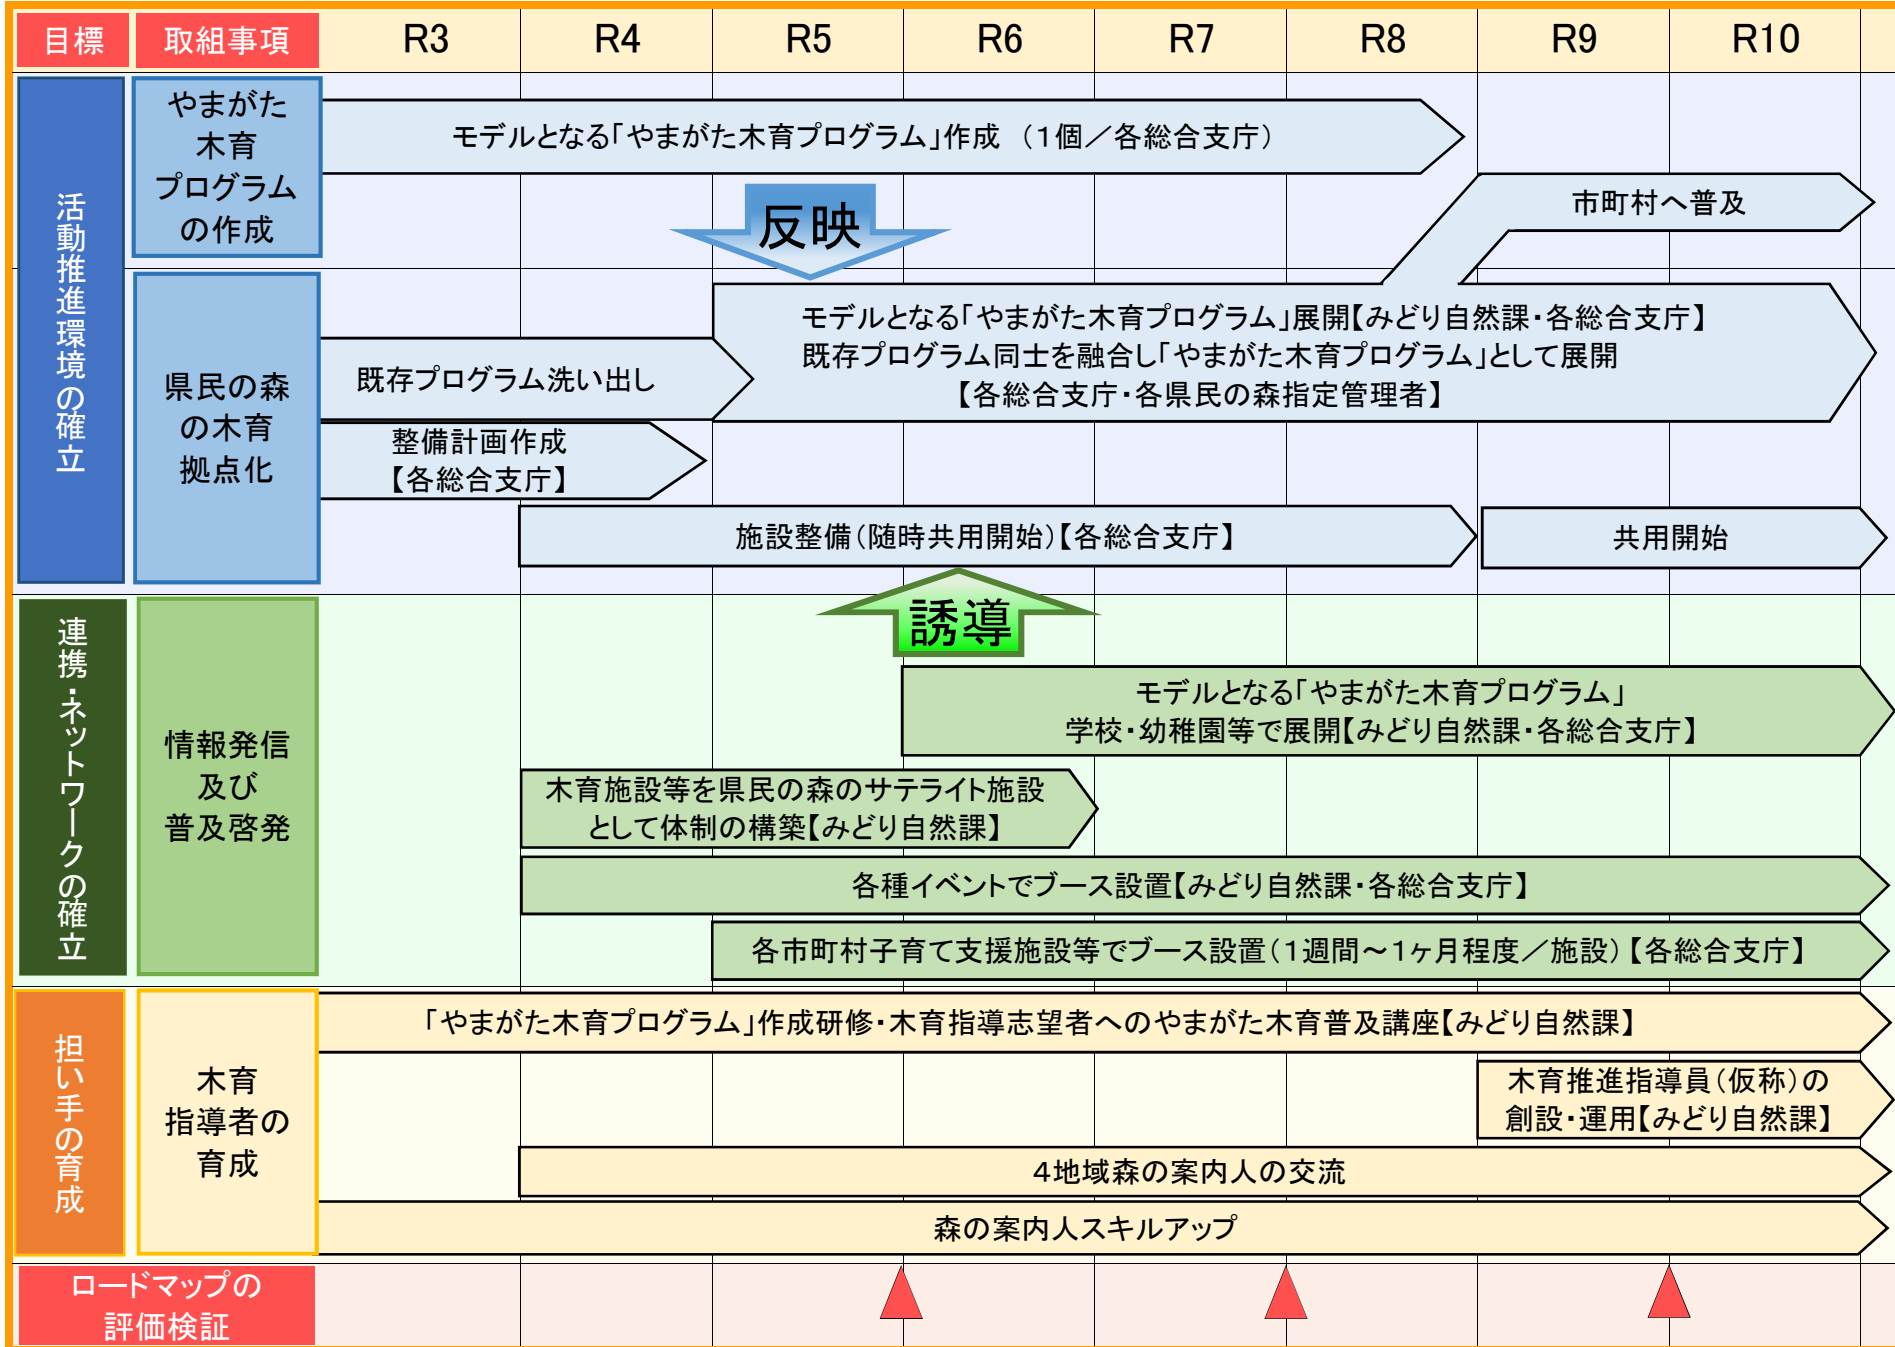 目標
取組事項
R3
R4
R5
R6
R7
R8
R9
R10
活動推進環境の確立
やまがた
木育
プログラム
の作成
モデルとなる「やまがた木育プログラム」作成　（１個／各総合支庁）
反映
市町村へ普及
県民の森
の木育
拠点化
既存プログラム洗い出し
モデルとなる「やまがた木育プログラム」展開【みどり自然課・各総合支庁】
既存プログラム同士を融合し「やまがた木育プログラム」として展開
【各総合支庁・各県民の森指定管理者】
整備計画作成
【各総合支庁】
施設整備（随時共用開始）【各総合支庁】
共用開始
連携・ネットワークの確立
情報発信
及び
普及啓発
誘導
モデルとなる「やまがた木育プログラム」
学校・幼稚園等で展開【みどり自然課・各総合支庁】
木育施設等を県民の森のサテライト施設
として体制の構築【みどり自然課】
各種イベントでブース設置【みどり自然課・各総合支庁】
各市町村子育て支援施設等でブース設置（１週間～１ヶ月程度／施設）【各総合支庁】
担い手の育成
木育
指導者の
育成
「やまがた木育プログラム」作成研修・木育指導志望者へのやまがた木育普及講座【みどり自然課】
木育推進指導員（仮称）の
創設・運用【みどり自然課】
４地域森の案内人の交流
森の案内人スキルアップ
ロードマップの
評価検証